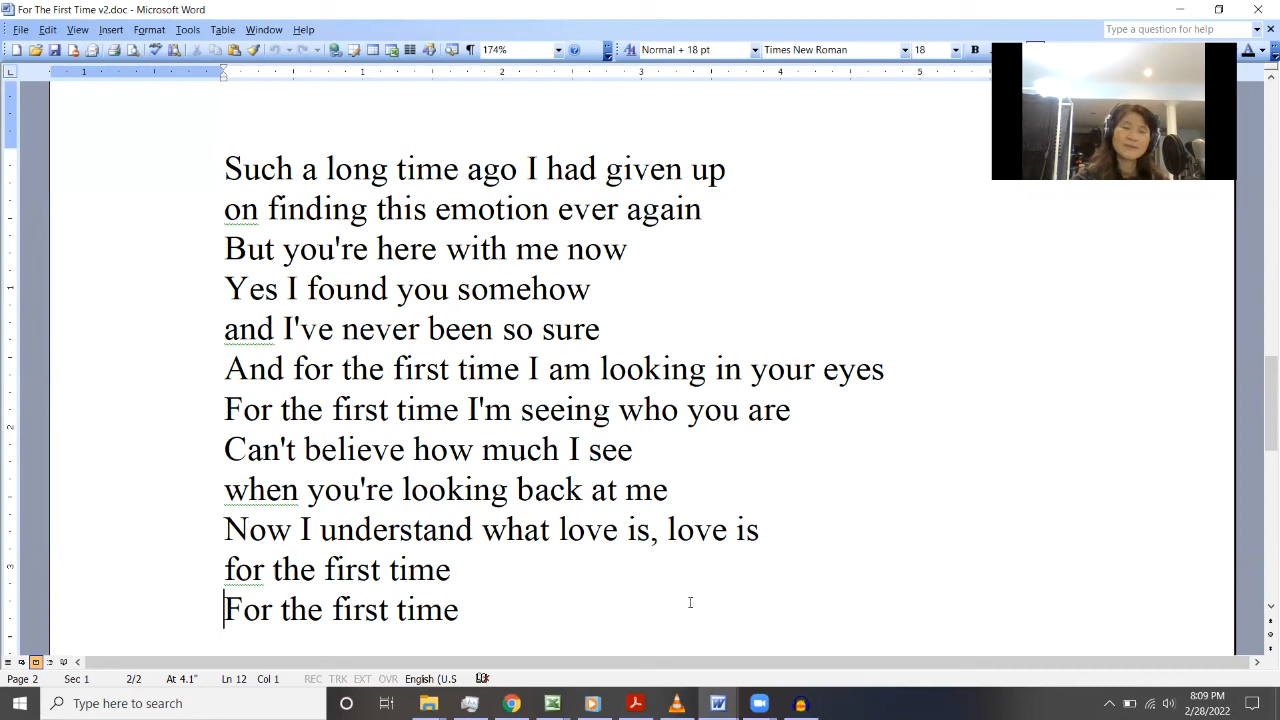 For The First Time v2.doc - Microsoft Word
File Edit View Insert Format Tools Table Window Help
Type a question for help
174%
Normal + 18 pt
Times New Roman
18
B
1 1 2 3 4 5
Such a long time ago I had given up
on finding this emotion ever again
But you're here with me now
Yes I found you somehow
and I've never been so sure
And for the first time I am looking in your eyes
For the first time I'm seeing who you are
Can't believe how much I see
when you're looking back at me
Now I understand what love is, love is
for the first time
For the first time
Page 2 Sec 1 2/2 At 4.1" Ln 12 Col 1 REC TRK EXT OVR English (U.S
Type here to search
8:09 PM
2/28/2022